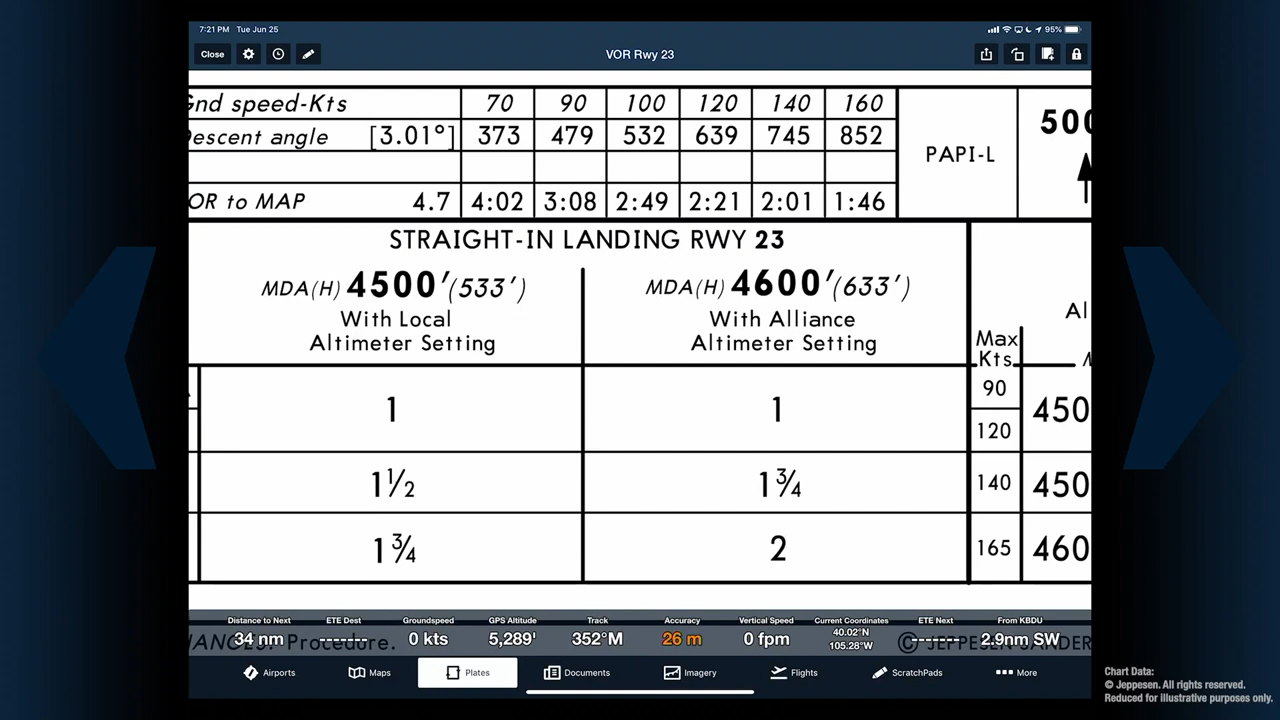 7:21 PM Tue Jun 25
95%
Close
VOR Rwy 23
Gnd speed-Kts 70 90 100 120 140 160
Descent angle [3.01°] 373 479 532 639 745 852
PAPI-L
OR to MAP 4.7 4:02 3:08 2:49 2:21 2:01 1:46
STRAIGHT-IN LANDING RWY 23
MDA(H) 4500'(533') MDA(H) 4600'(633')
With Local With Alliance
Altimeter Setting Altimeter Setting
Max
Kts
1 1 90
120
1½ 1¾ 140
1¾ 2 165
Distance to Next ETE Dest Groundspeed GPS Altitude Track Accuracy Vertical Speed Current Coordinates ETE Next From KBDU
34 nm ------- 0 kts 5,289' 352°M 26 m 0 fpm 40.02°N 105.28°W ------- 2.9nm SW
Procedure. © JEPPESEN SANDER
Airports Maps Plates Documents Imagery Flights ScratchPads More
Chart Data:
© Jeppesen. All rights reserved.
Reduced for illustrative purposes only.